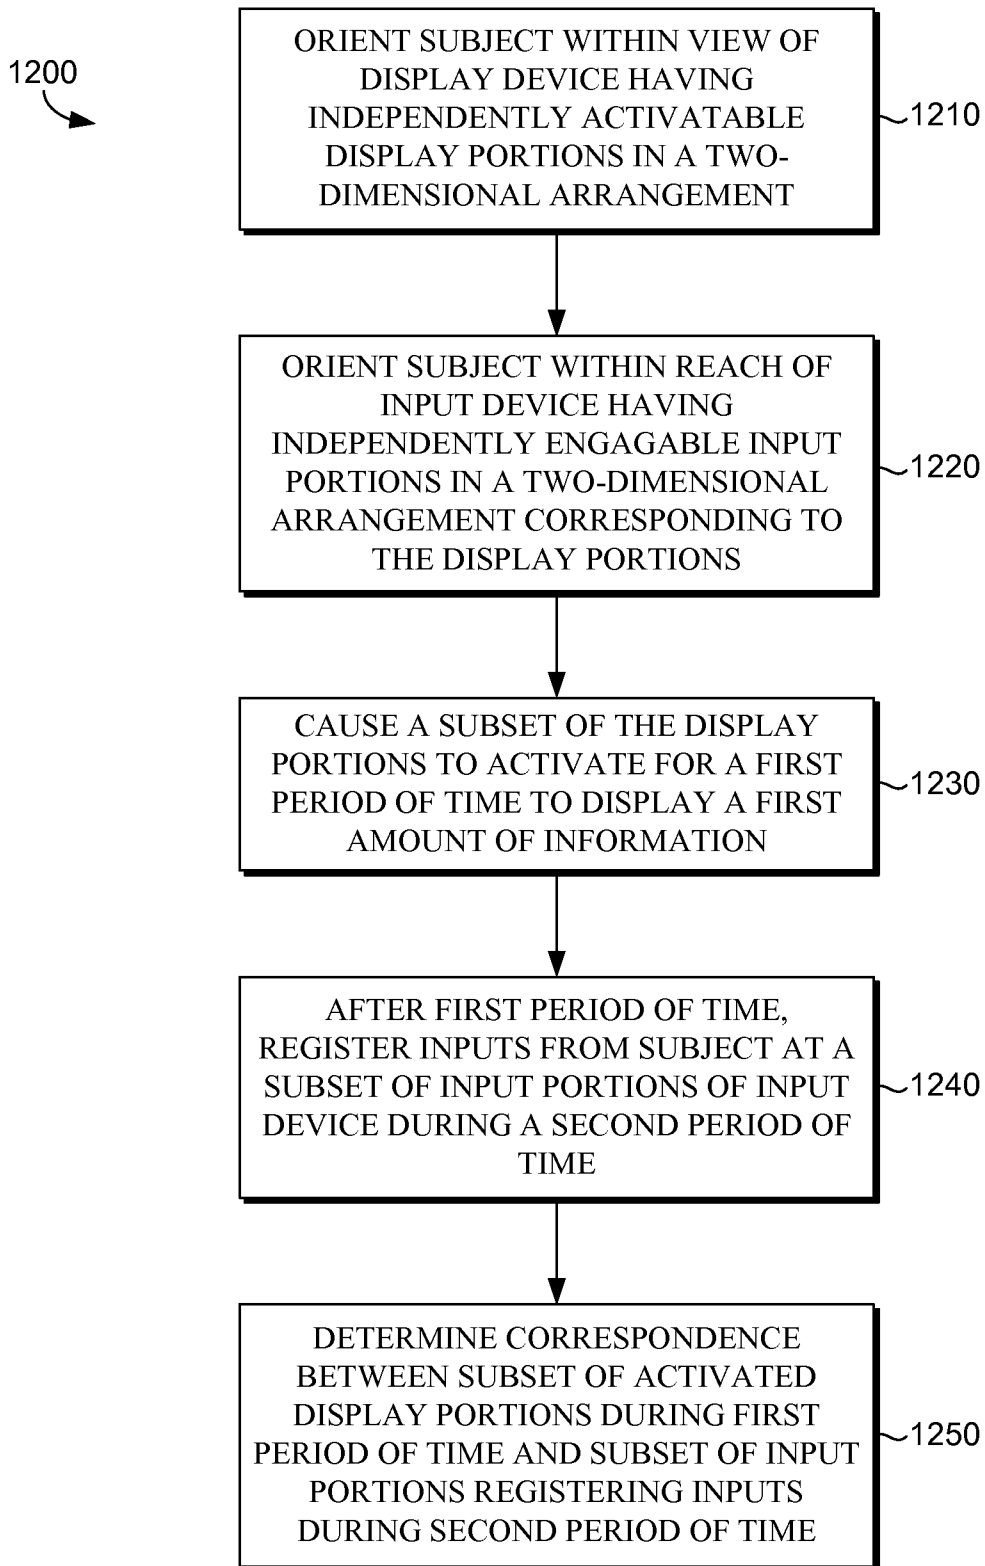 1200
ORIENT SUBJECT WITHIN VIEW OF
DISPLAY DEVICE HAVING
INDEPENDENTLY ACTIVATABLE
DISPLAY PORTIONS IN A TWO-
DIMENSIONAL ARRANGEMENT
1210
ORIENT SUBJECT WITHIN REACH OF
INPUT DEVICE HAVING
INDEPENDENTLY ENGAGABLE INPUT
PORTIONS IN A TWO-DIMENSIONAL
ARRANGEMENT CORRESPONDING TO
THE DISPLAY PORTIONS
1220
CAUSE A SUBSET OF THE DISPLAY
PORTIONS TO ACTIVATE FOR A FIRST
PERIOD OF TIME TO DISPLAY A FIRST
AMOUNT OF INFORMATION
1230
AFTER FIRST PERIOD OF TIME,
REGISTER INPUTS FROM SUBJECT AT A
SUBSET OF INPUT PORTIONS OF INPUT
DEVICE DURING A SECOND PERIOD OF
TIME
1240
DETERMINE CORRESPONDENCE
BETWEEN SUBSET OF ACTIVATED
DISPLAY PORTIONS DURING FIRST
PERIOD OF TIME AND SUBSET OF INPUT
PORTIONS REGISTERING INPUTS
DURING SECOND PERIOD OF TIME
1250